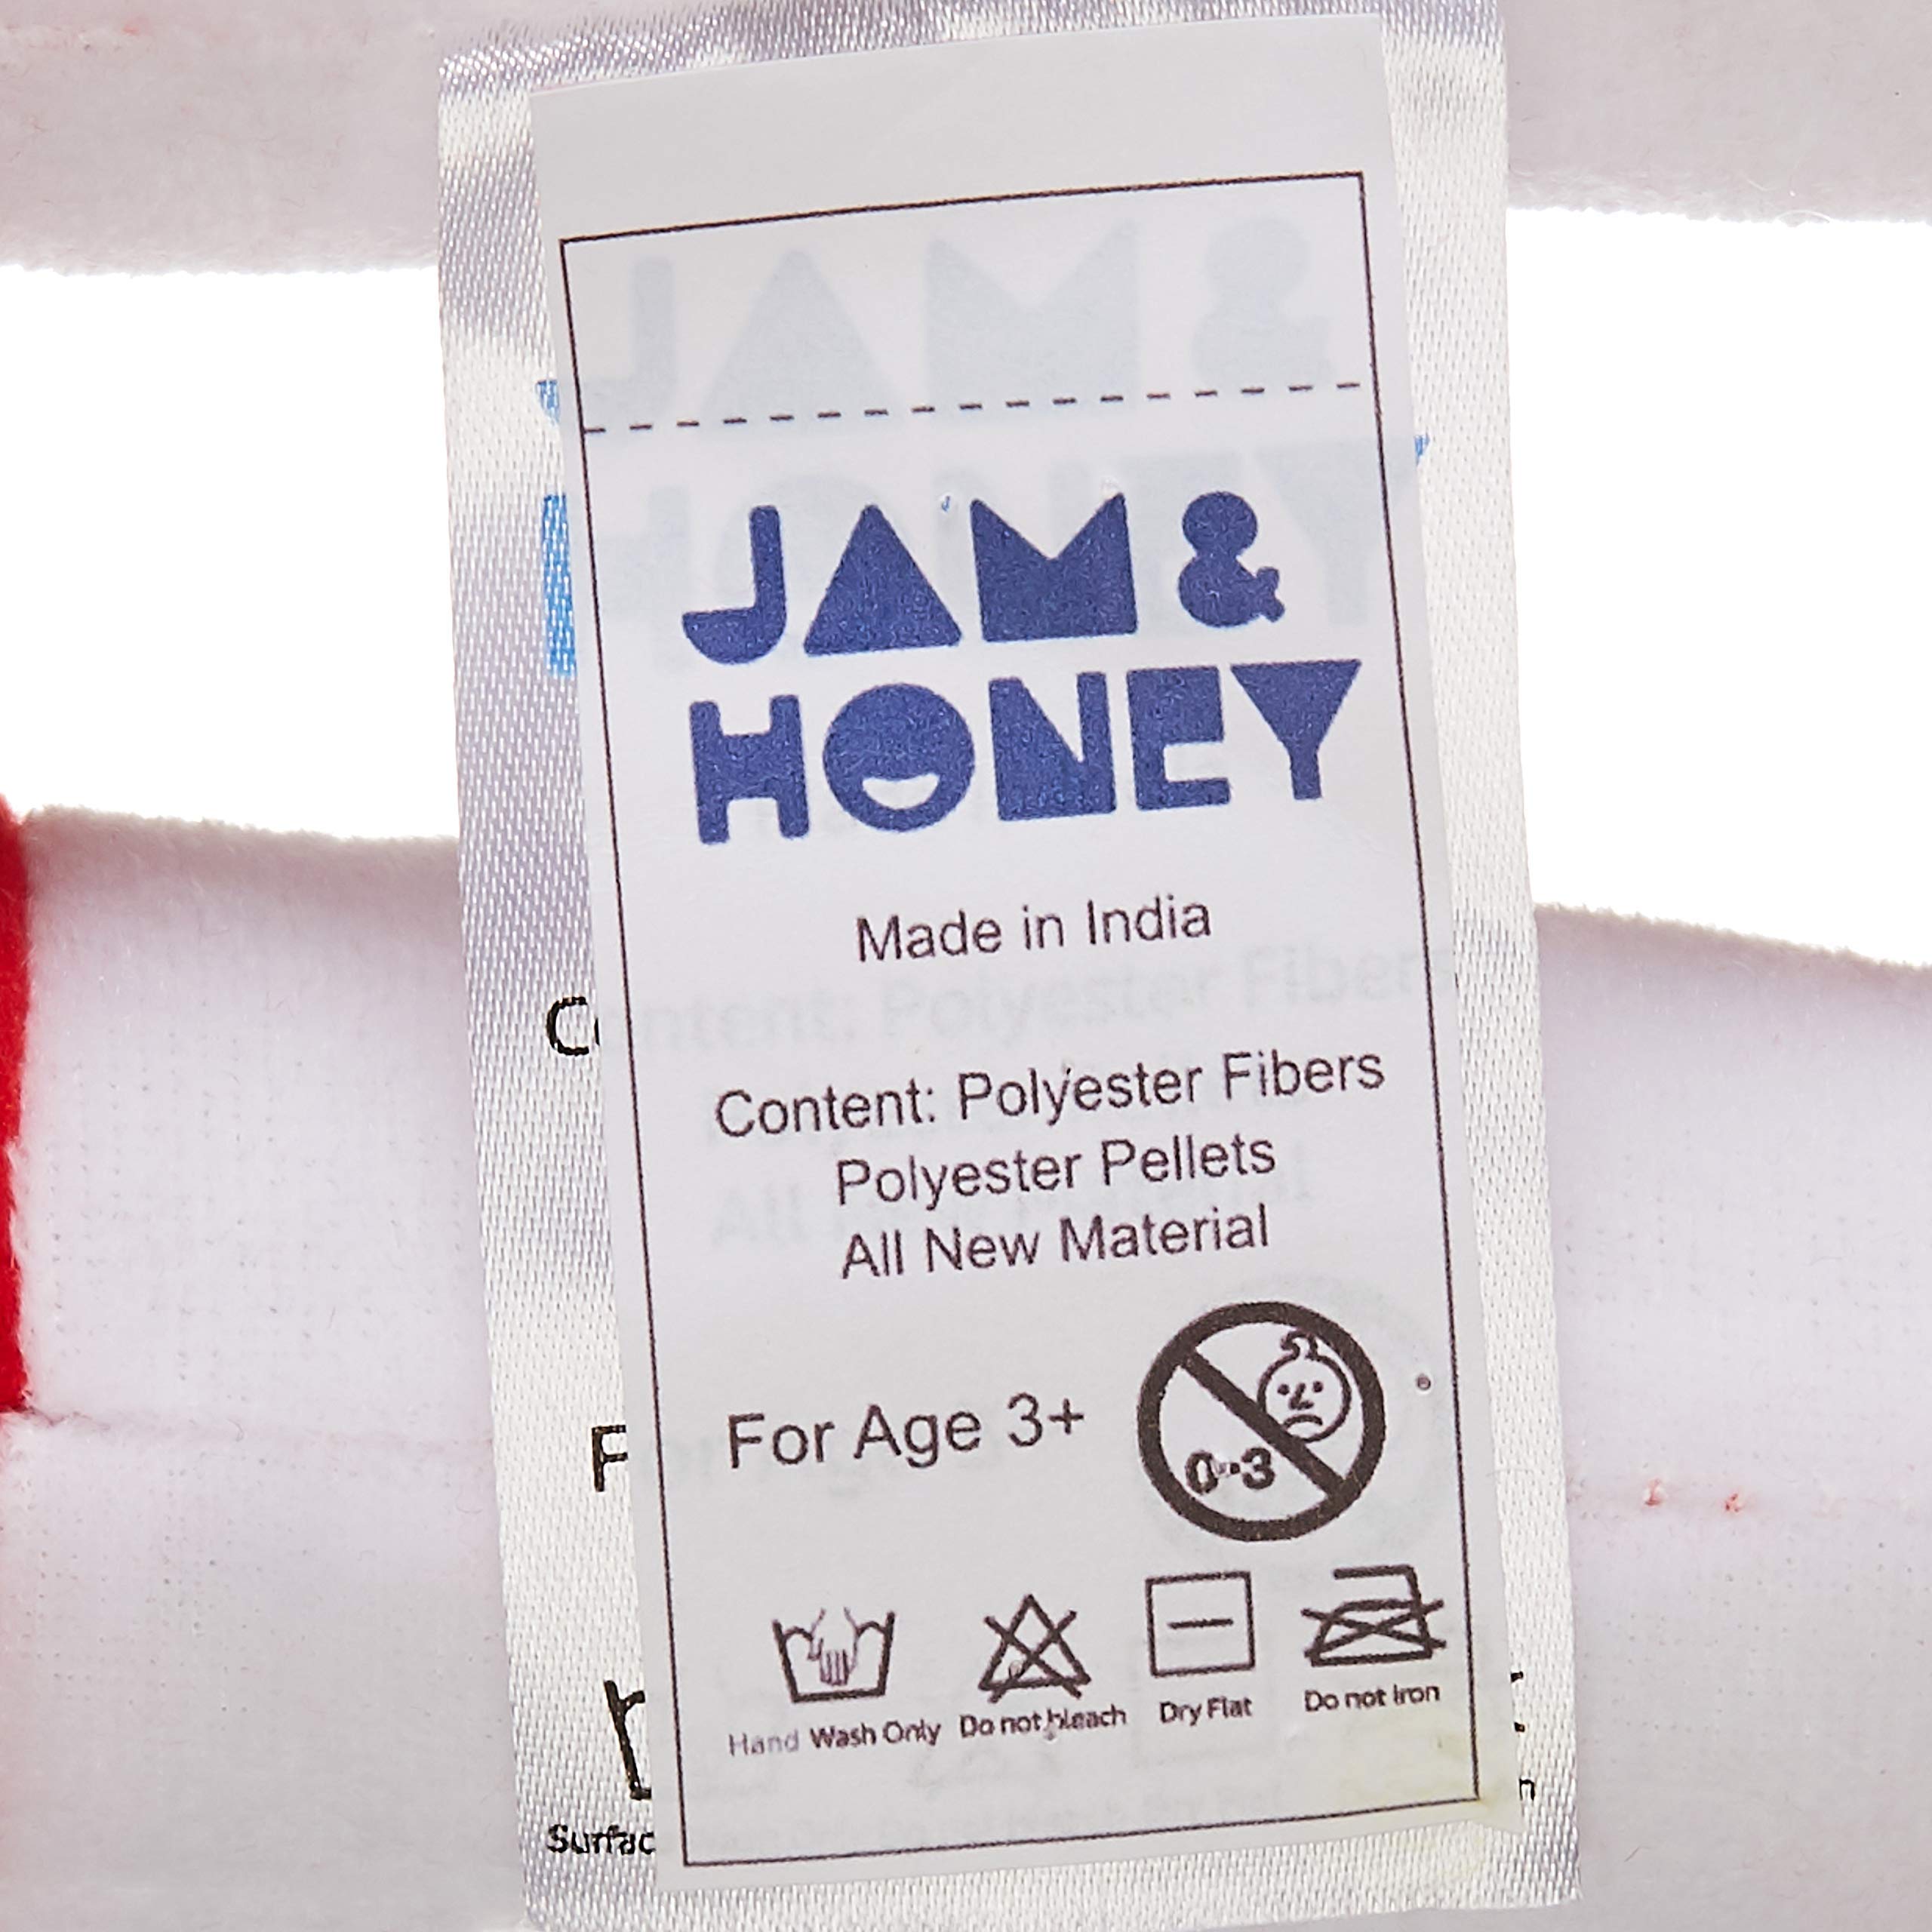 JAM &
HONEY
Made in India
Content: Polyester Fibers
Polyester Pellets
All New Material
For Age 3+
0-3
Hand Wash Only Do not bleach Dry Flat Do not Iron
Surfac